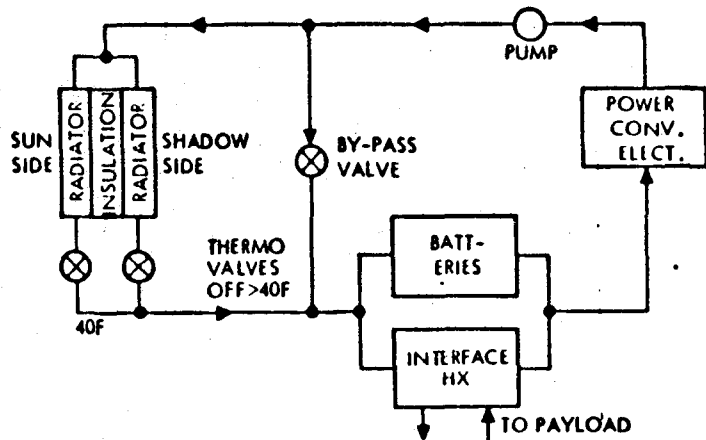 PUMP
POWER
CONV.
ELECT.
SUN
SIDE
RADIATOR
INSULATION
RADIATOR
SHADOW
SIDE
BY-PASS
VALVE
THERMO
VALVES
OFF>40F
40F
BATT-
ERIES
INTERFACE
HX
TO PAYLOAD